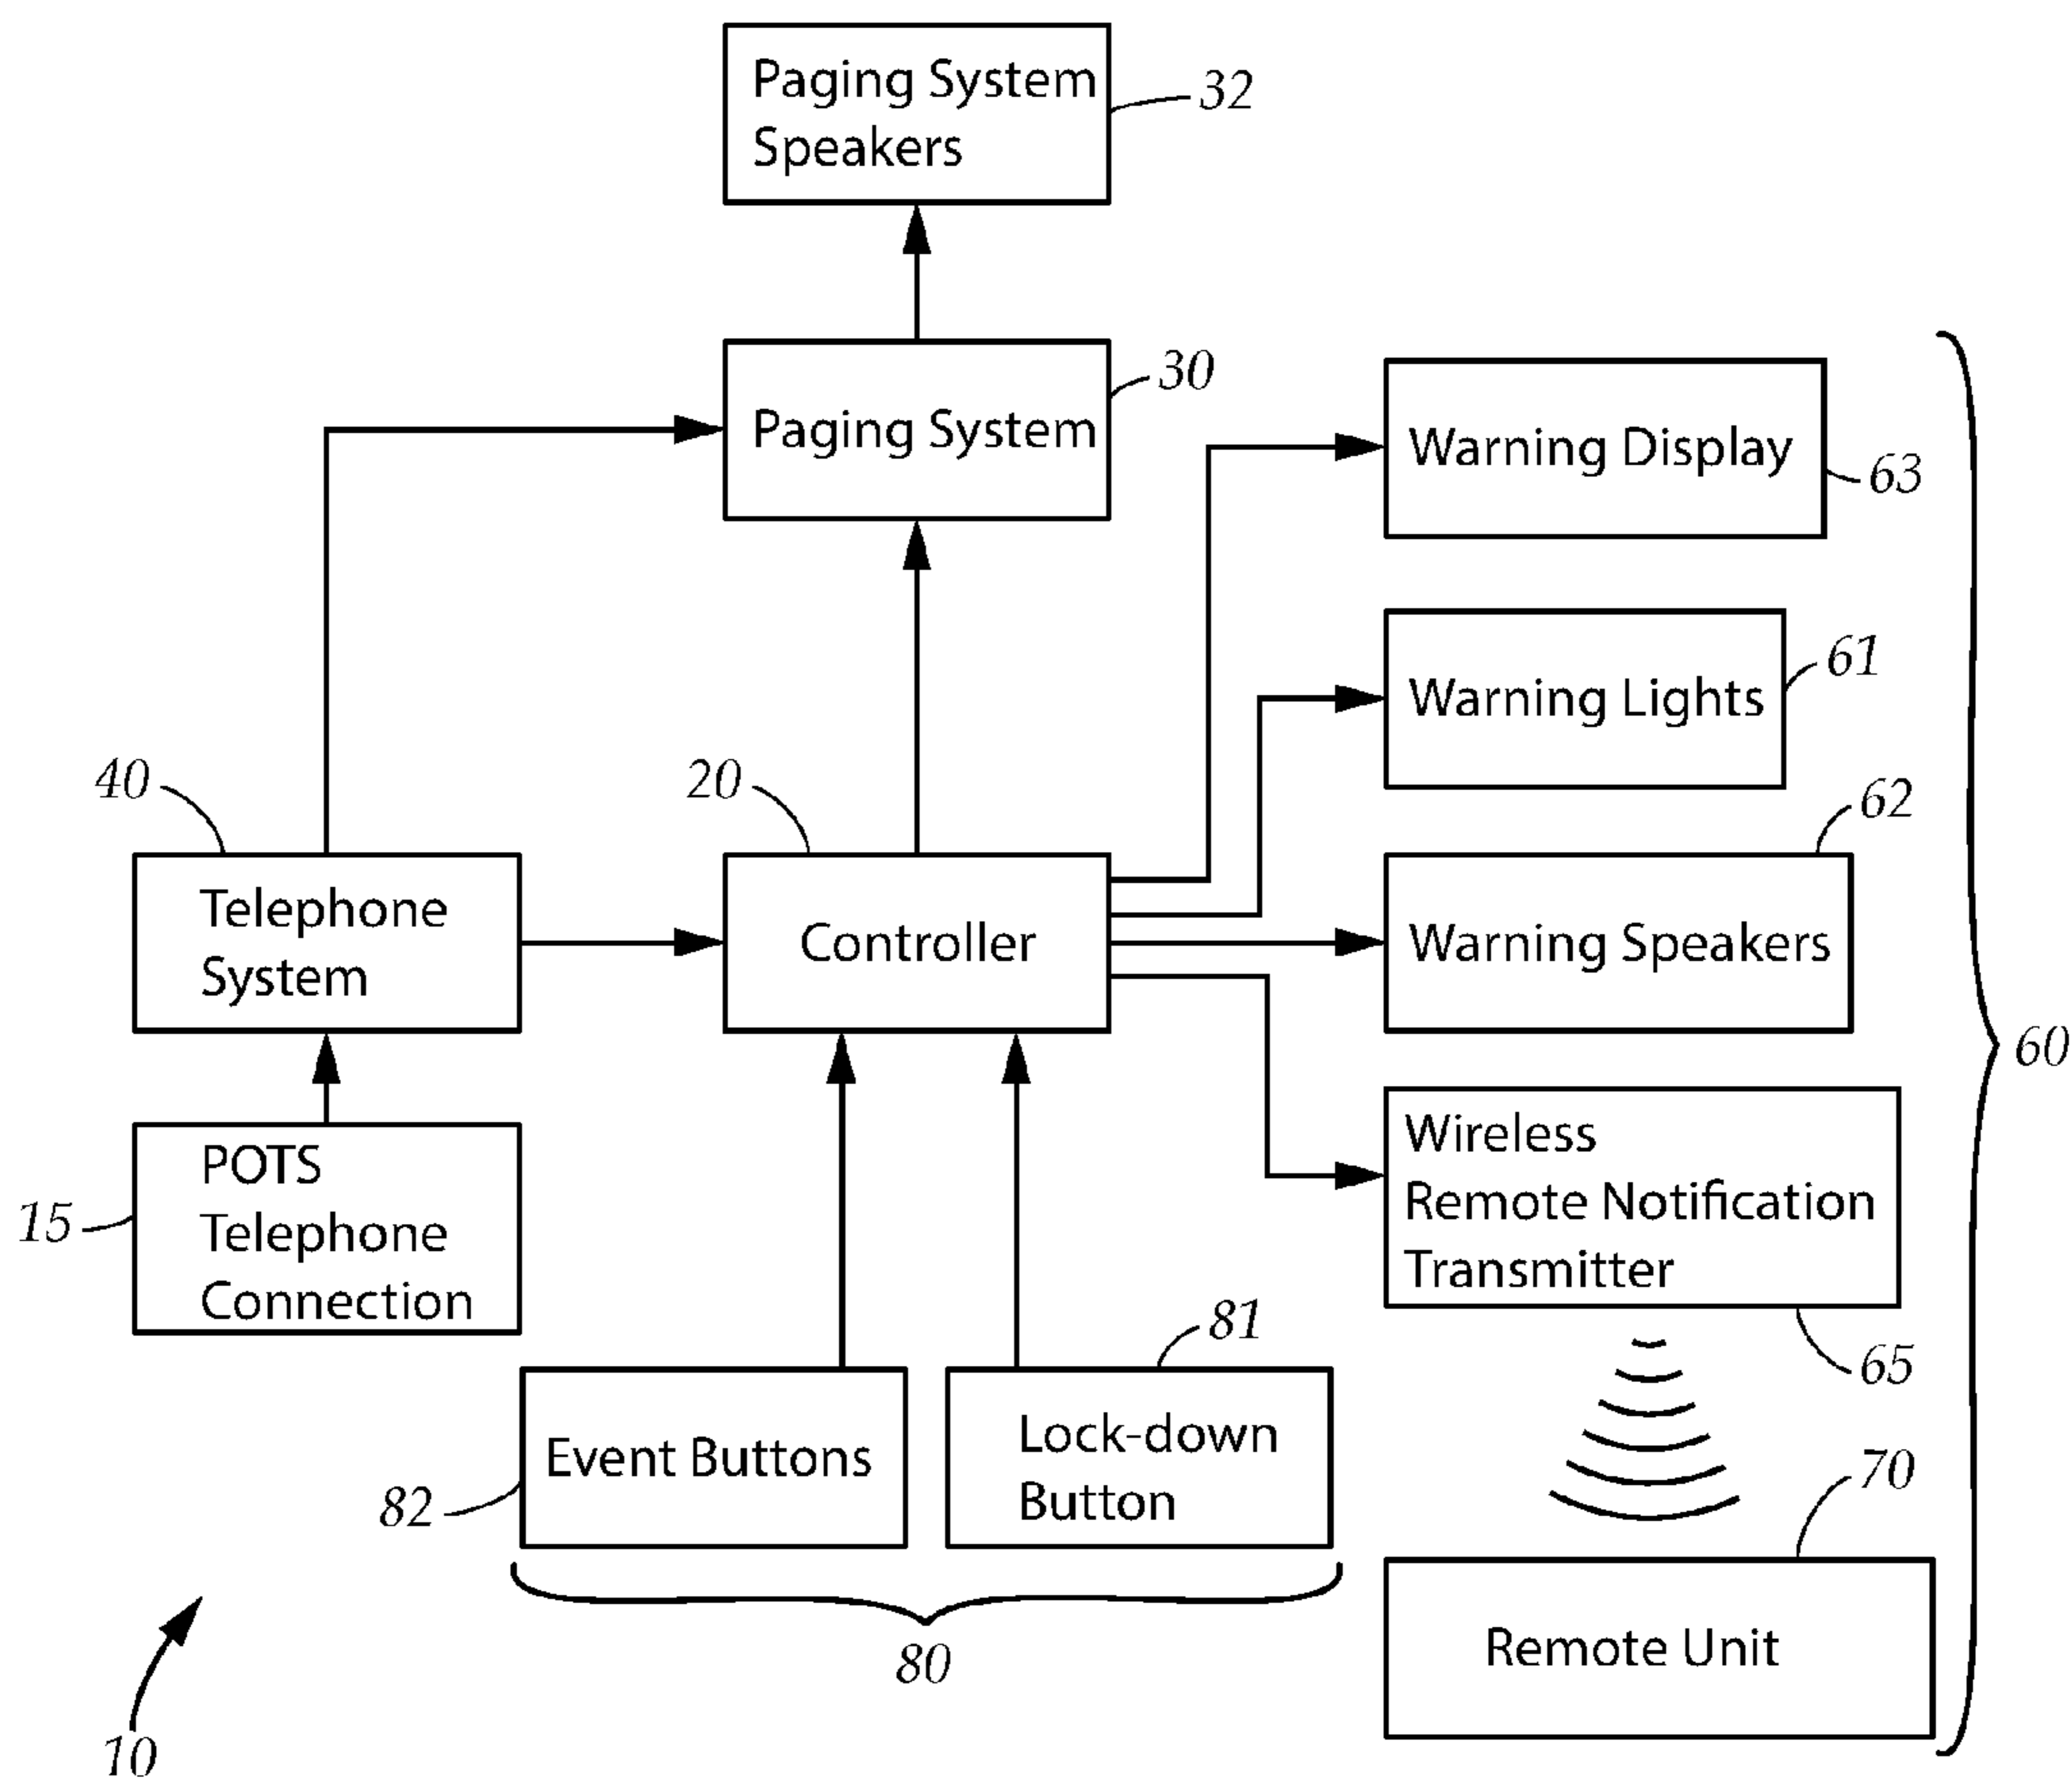 Paging System
Speakers
32
Paging System
30
Warning Display
63
Warning Lights
61
40
20
62
Telephone
System
Controller
Warning Speakers
60
POTS
Telephone
Connection
15
Wireless
Remote Notification
Transmitter
65
81
Event Buttons
82
Lock-down
Button
70
80
Remote Unit
10